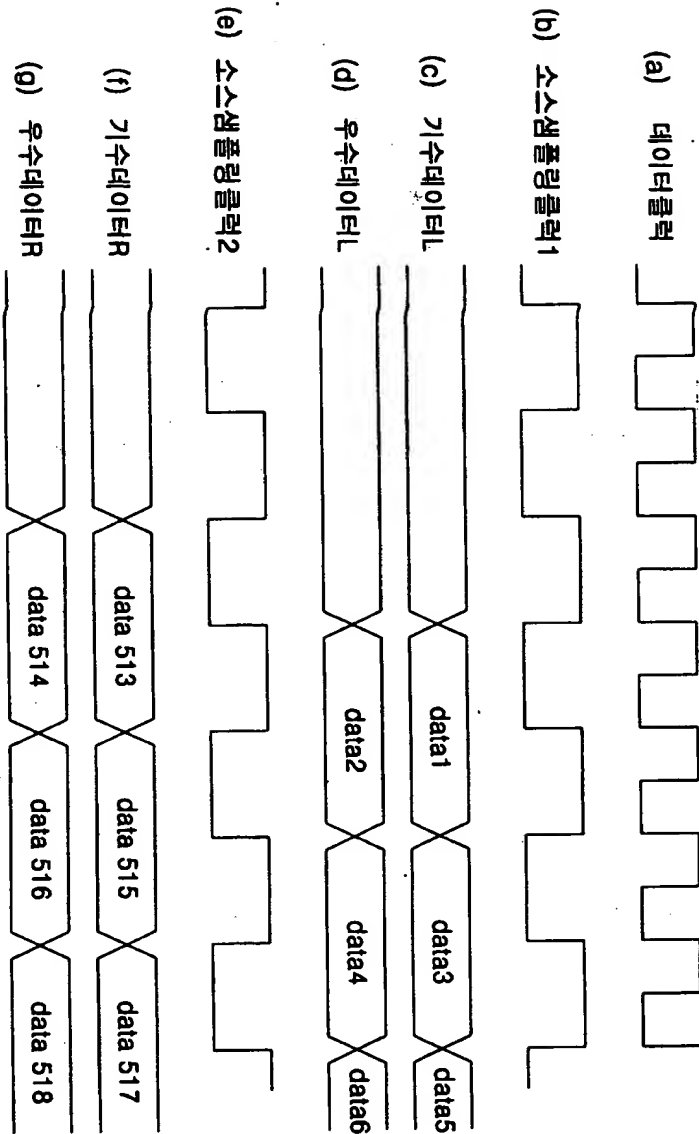 (a) 데이터클럭
(b) 소스샘플링클럭1
(c) 기수데이터L
data1 data3 data5
(d) 우수데이터L
data2 data4 data6
(e) 소스샘플링클럭2
(f) 기수데이터R
data 513 data 515 data 517
(g) 우수데이터R
data 514 data 516 data 518